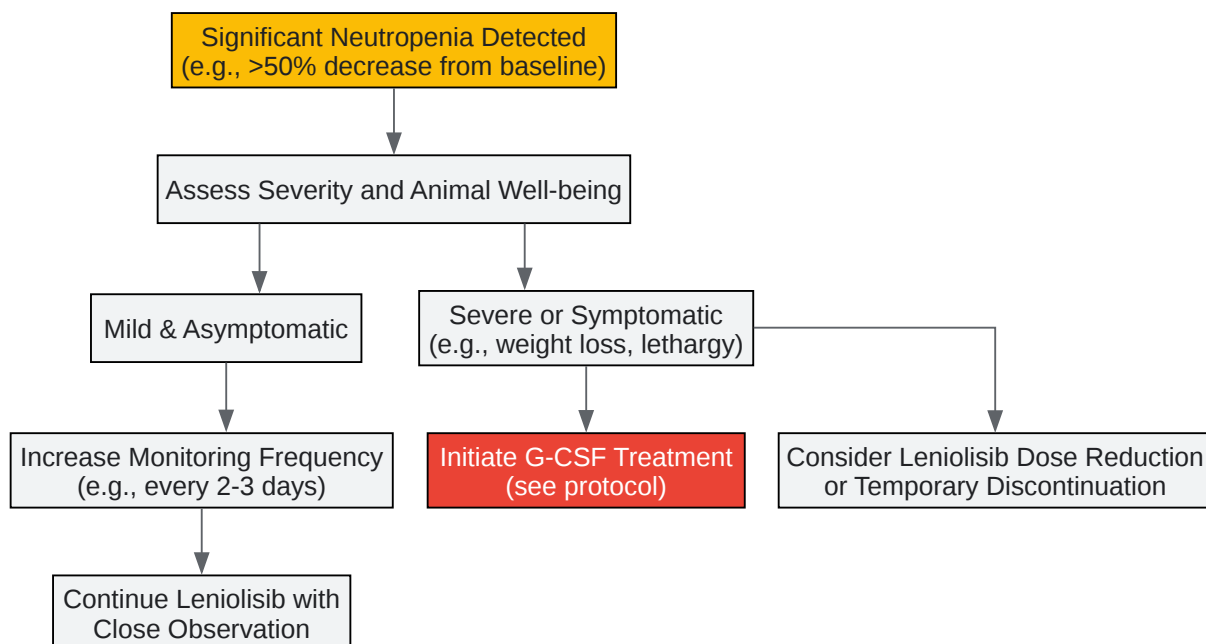 Significant Neutropenia Detected
(e.g., >50% decrease from baseline)
Assess Severity and Animal Well-being
Mild & Asymptomatic
Severe or Symptomatic
(e.g., weight loss, lethargy)
Increase Monitoring Frequency
(e.g., every 2-3 days)
Initiate G-CSF Treatment
(see protocol)
Consider Leniolisib Dose Reduction
or Temporary Discontinuation
Continue Leniolisib with
Close Observation